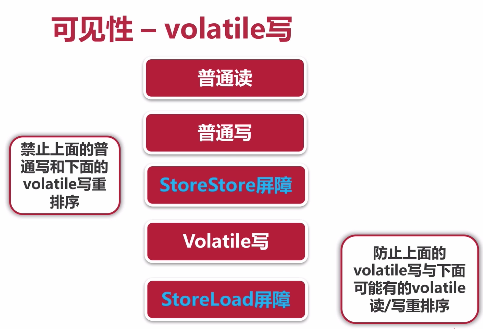 可见性 – volatile写
普通读
普通写
禁止上面的普
通写和下面的
volatile写重
排序
StoreStore屏障
Volatile写
防止上面的
volatile写与下面
可能有的volatile
读/写重排序
StoreLoad屏障